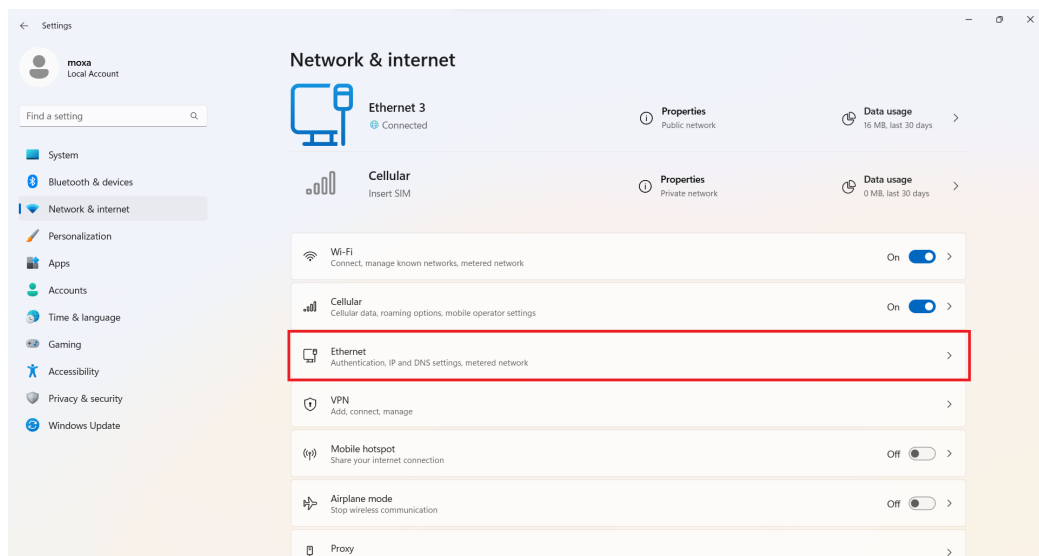 Settings
moxa
Local Account
Find a setting
System
Bluetooth & devices
Network & internet
Personalization
Apps
Accounts
Time & language
Gaming
Accessibility
Privacy & security
Windows Update
Network & internet
Ethernet 3
Connected
Properties
Public network
Data usage
16 MB, last 30 days
Cellular
Insert SIM
Properties
Private network
Data usage
0 MB, last 30 days
Wi-Fi
Connect, manage known networks, metered network
On
Cellular
Cellular data, roaming options, mobile operator settings
On
Ethernet
Authentication, IP and DNS settings, metered network
VPN
Add, connect, manage
Mobile hotspot
Share your internet connection
Off
Airplane mode
Stop wireless communication
Off
Proxy